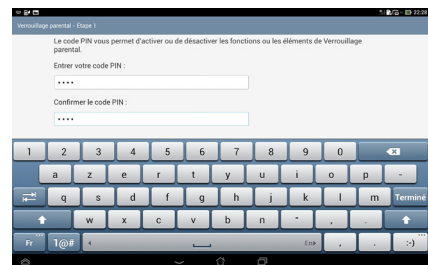 22:28
Verrouillage parental - Étape 1
Le code PIN vous permet d'activer ou de désactiver les fonctions ou les éléments de Verrouillage
parental.
Entrer votre code PIN :
••••
Confirmer le code PIN :
••••
1 2 3 4 5 6 7 8 9 0
a z e r t y u i o p -
q s d f g h j k l m Terminé
w x c v b n
Fr 1@# En , . :-)